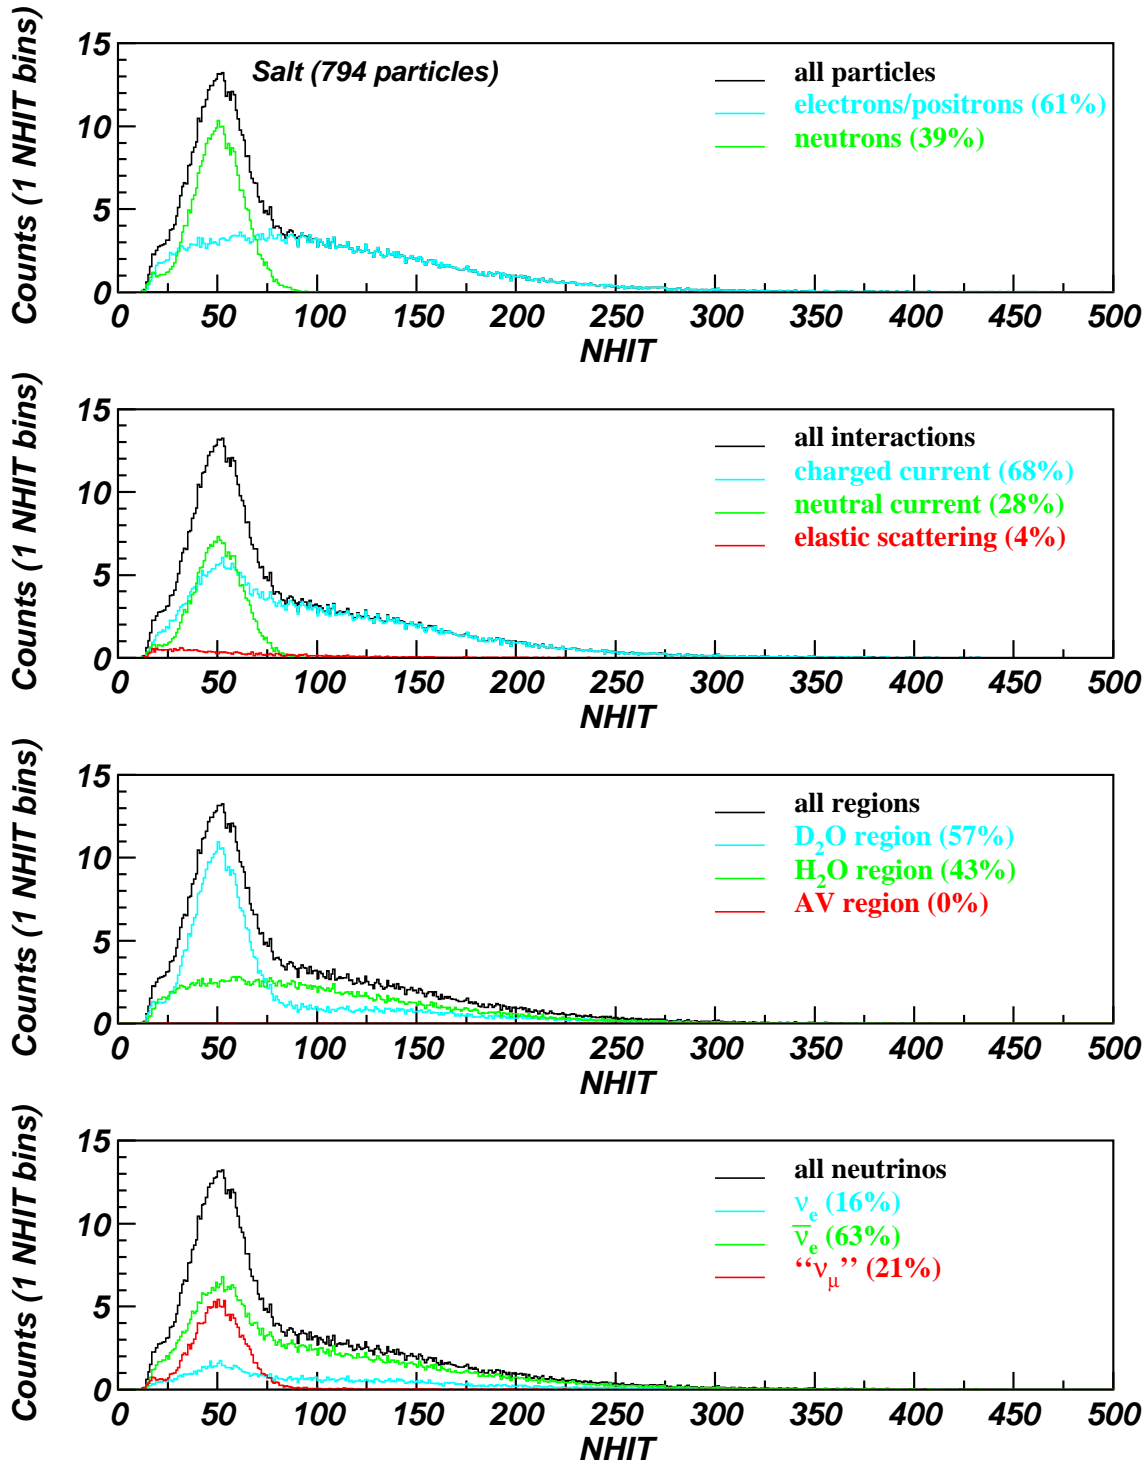 Counts (1 NHIT bins)
15
10
5
0
Salt (794 particles)
all particles
electrons/positrons (61%)
neutrons (39%)
0 50 100 150 200 250 300 350 400 450 500
NHIT
Counts (1 NHIT bins)
15
10
5
0
all interactions
charged current (68%)
neutral current (28%)
elastic scattering (4%)
0 50 100 150 200 250 300 350 400 450 500
NHIT
Counts (1 NHIT bins)
15
10
5
0
all regions
D₂O region (57%)
H₂O region (43%)
AV region (0%)
0 50 100 150 200 250 300 350 400 450 500
NHIT
Counts (1 NHIT bins)
15
10
5
0
all neutrinos
νₑ (16%)
ν̅ₑ (63%)
“ν_μ” (21%)
0 50 100 150 200 250 300 350 400 450 500
NHIT